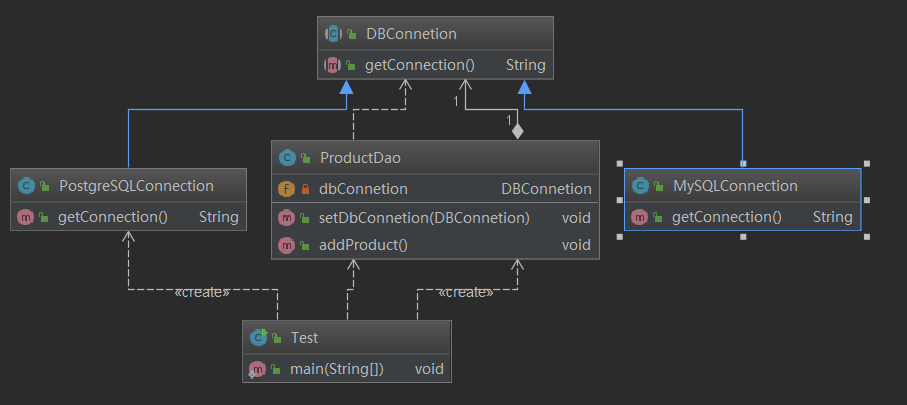 DBConnetion
getConnection() String
1
1
ProductDao
dbConnetion DBConnetion
setDbConnetion(DBConnetion) void
addProduct() void
PostgreSQLConnection
getConnection() String
MySQLConnection
getConnection() String
«create»
«create»
Test
main(String[]) void